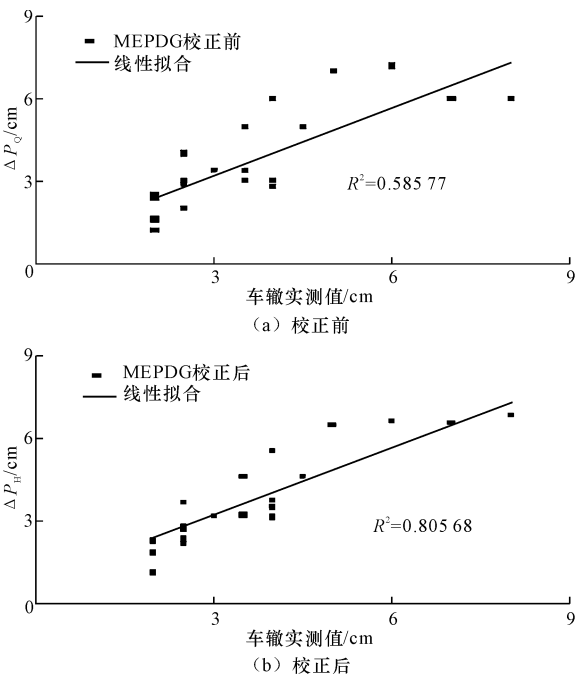 9
MEPDG校正前
线性拟合
6
ΔP_Q/cm
3
R²=0.585 77
0
3
6
9
车辙实测值/cm
（a）校正前
9
MEPDG校正后
线性拟合
6
ΔP_H/cm
3
R²=0.805 68
0
3
6
9
车辙实测值/cm
（b）校正后